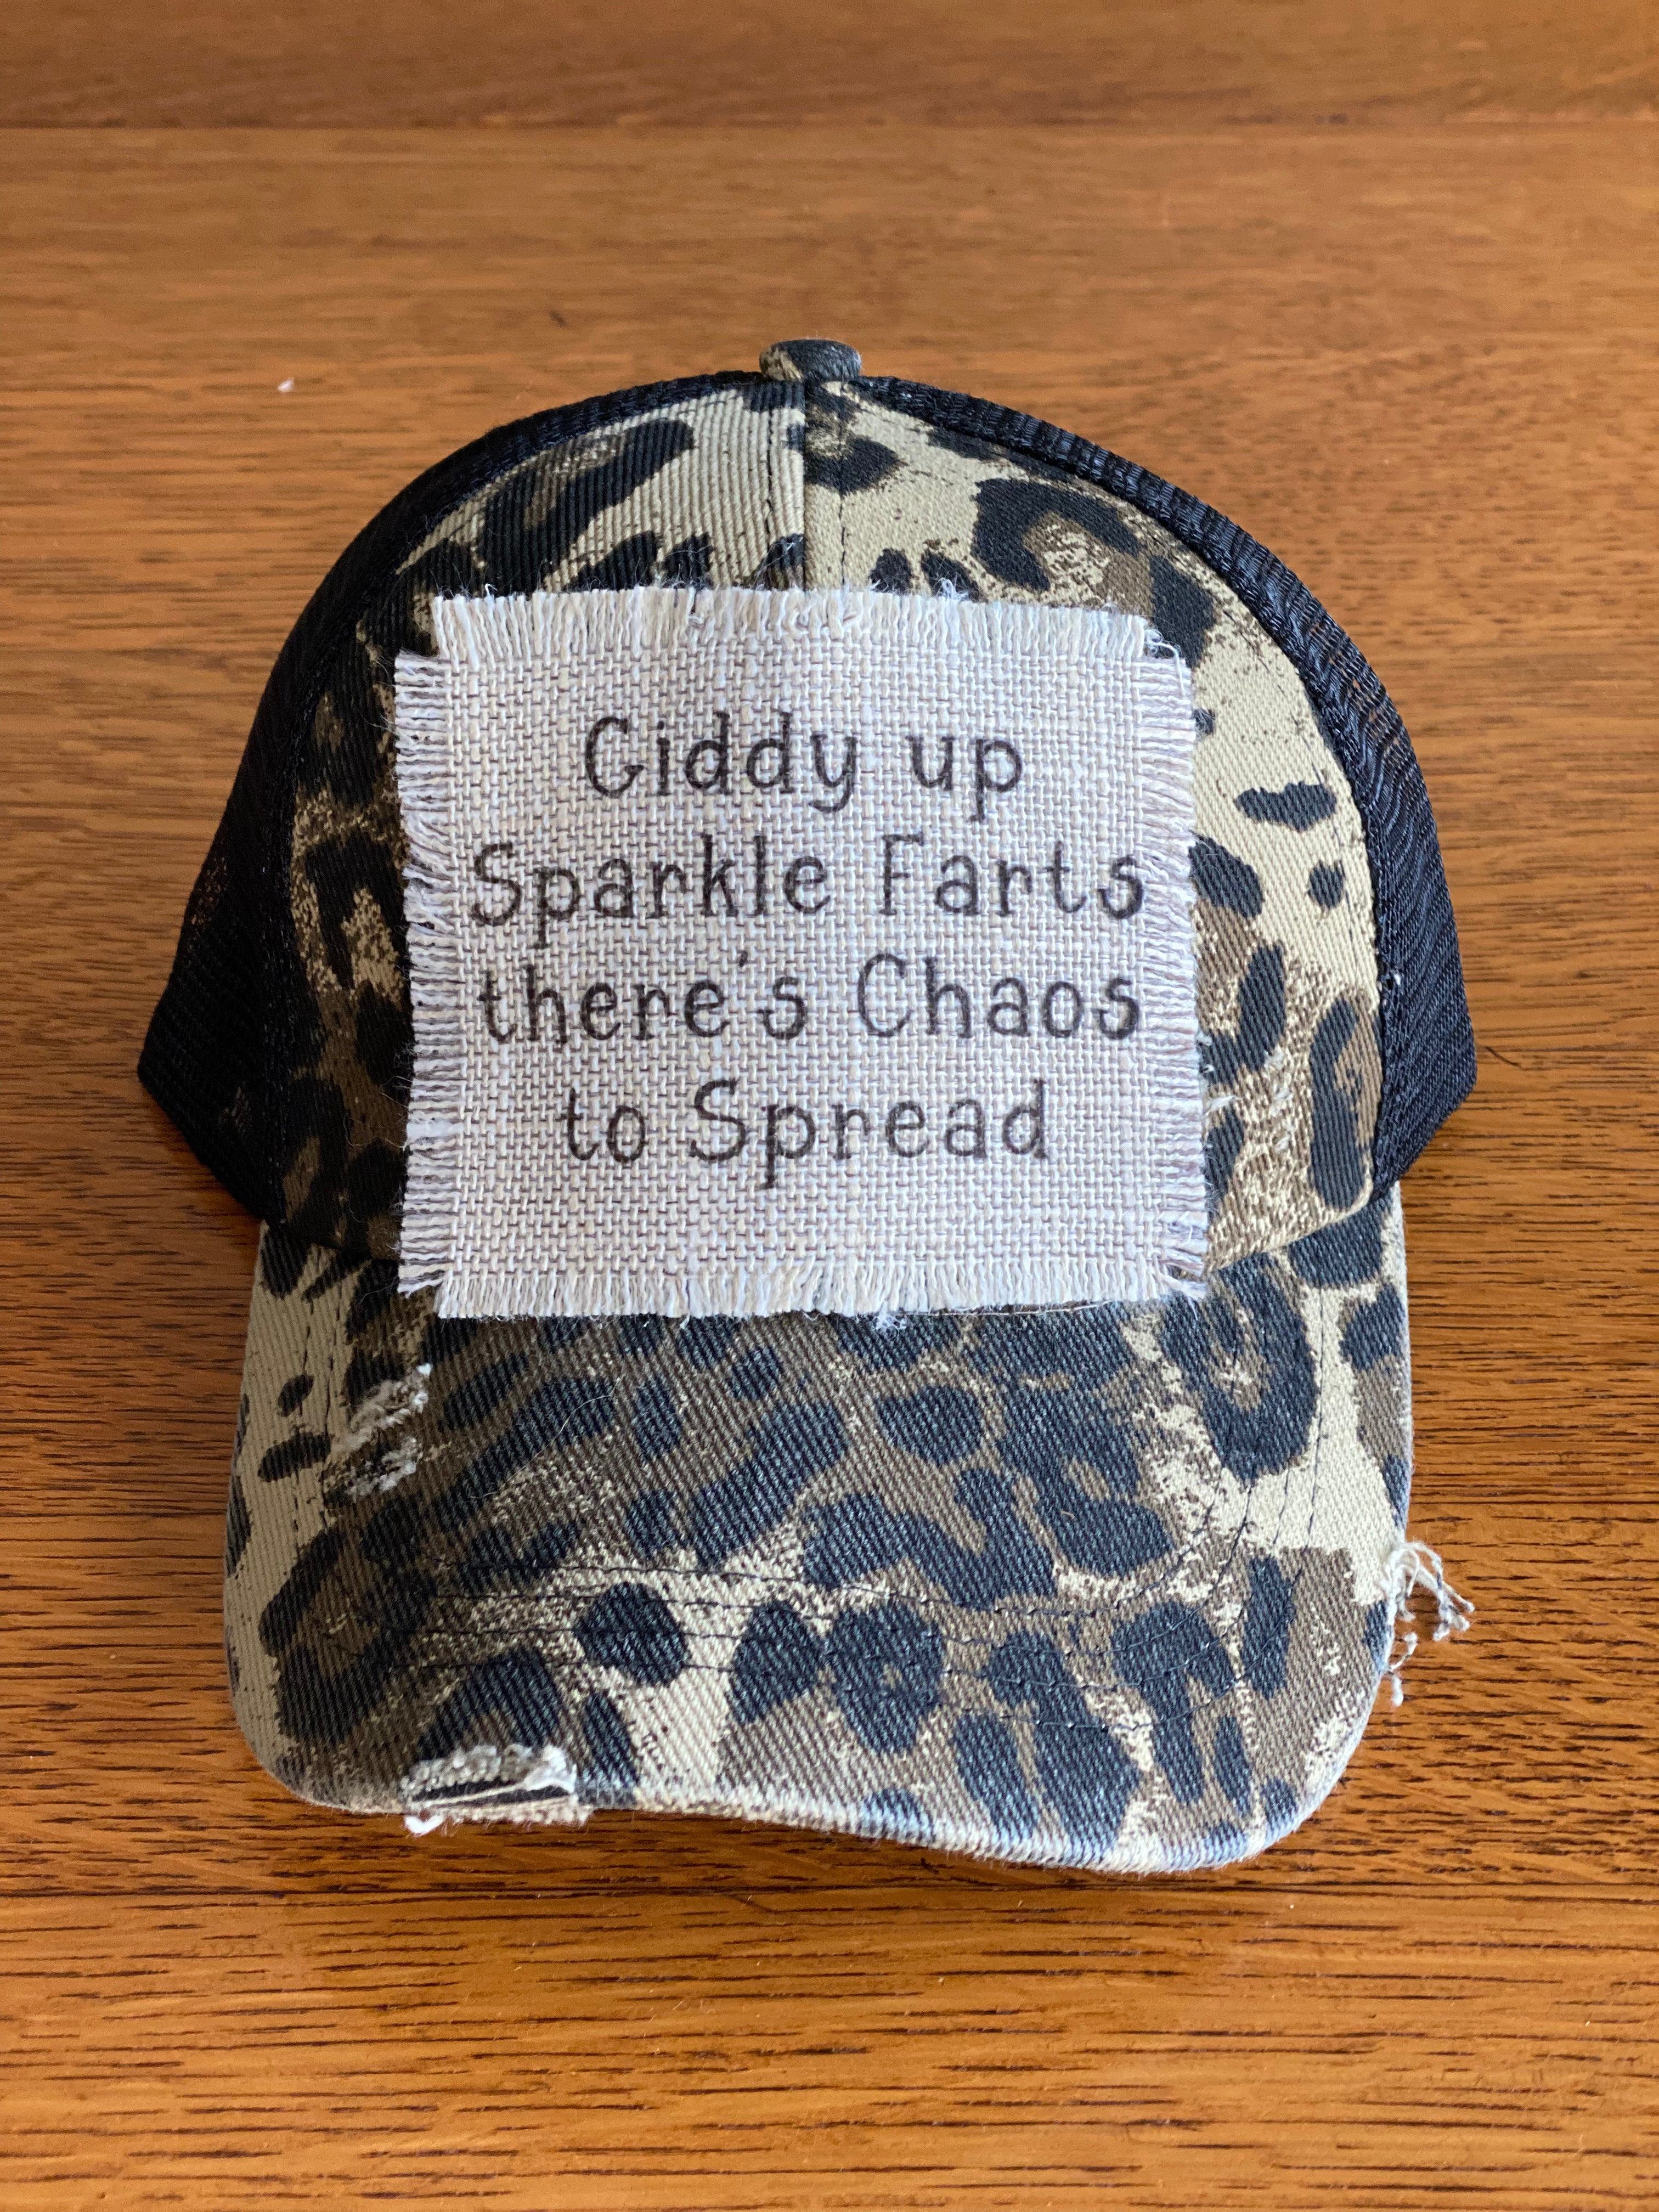 Giddy up
Sparkle Farts
there's Chaos
to Spread